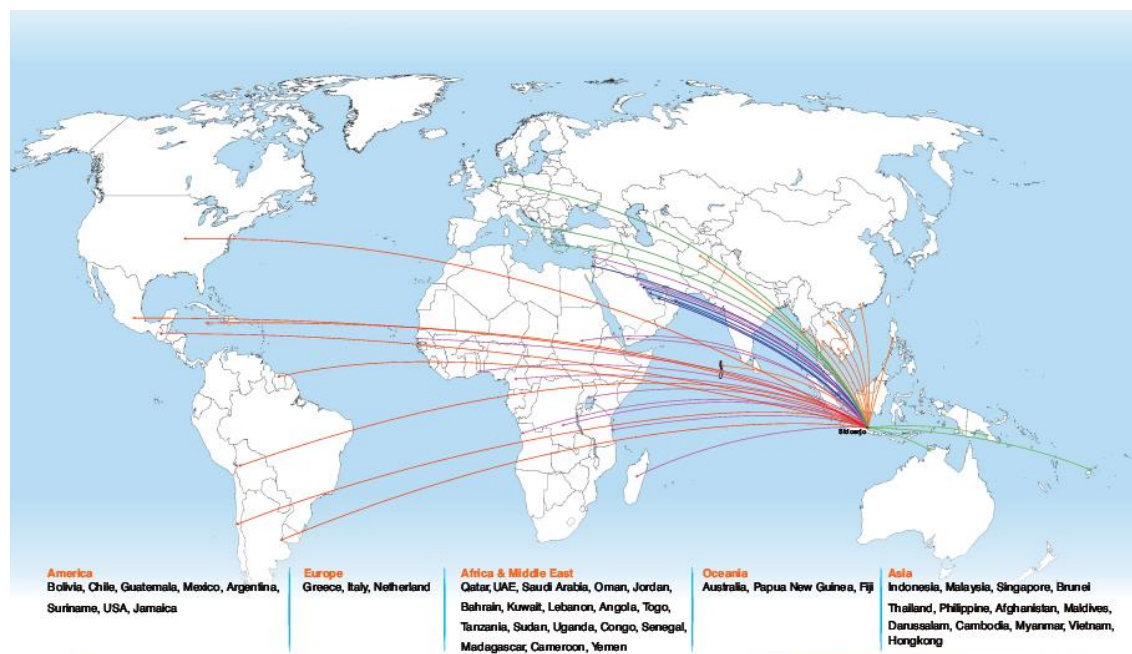 Sidoarjo
America
Bolivia, Chile, Guatemala, Mexico, Argentina,
Suriname, USA, Jamaica
Europe
Greece, Italy, Netherland
Africa & Middle East
Qatar, UAE, Saudi Arabia, Oman, Jordan,
Bahrain, Kuwait, Lebanon, Angola, Togo,
Tanzania, Sudan, Uganda, Congo, Senegal,
Madagascar, Cameroon, Yemen
Oceania
Australia, Papua New Guinea, Fiji
Asia
Indonesia, Malaysia, Singapore, Brunei
Thailand, Philippine, Afghanistan, Maldives,
Darussalam, Cambodia, Myanmar, Vietnam,
Hongkong